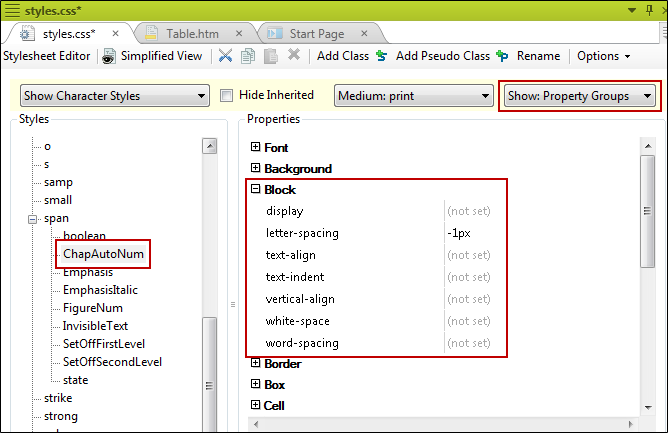 styles.css*
styles.css* Table.htm Start Page
Stylesheet Editor Simplified View Add Class Add Pseudo Class Rename Options
Show Character Styles Hide Inherited Medium: print Show: Property Groups
Styles
o
s
samp
small
span
boolean
ChapAutoNum
Emphasis
EmphasisItalic
FigureNum
InvisibleText
SetOffFirstLevel
SetOffSecondLevel
state
strike
strong
Properties
Font
Background
Block
display (not set)
letter-spacing -1px
text-align (not set)
text-indent (not set)
vertical-align (not set)
white-space (not set)
word-spacing (not set)
Border
Box
Cell